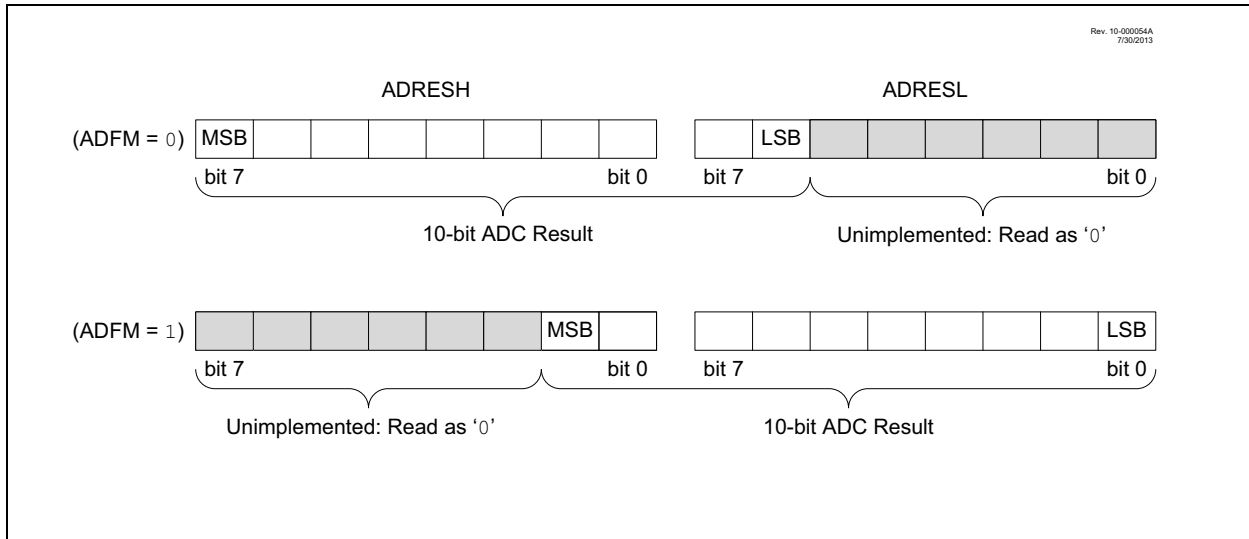 Rev. 10-000054A
7/30/2013
ADRESH ADRESL
(ADFM = 0) MSB LSB
bit 7 bit 0 bit 7 bit 0
10-bit ADC Result Unimplemented: Read as ‘0’
(ADFM = 1) MSB LSB
bit 7 bit 0 bit 7 bit 0
Unimplemented: Read as ‘0’ 10-bit ADC Result